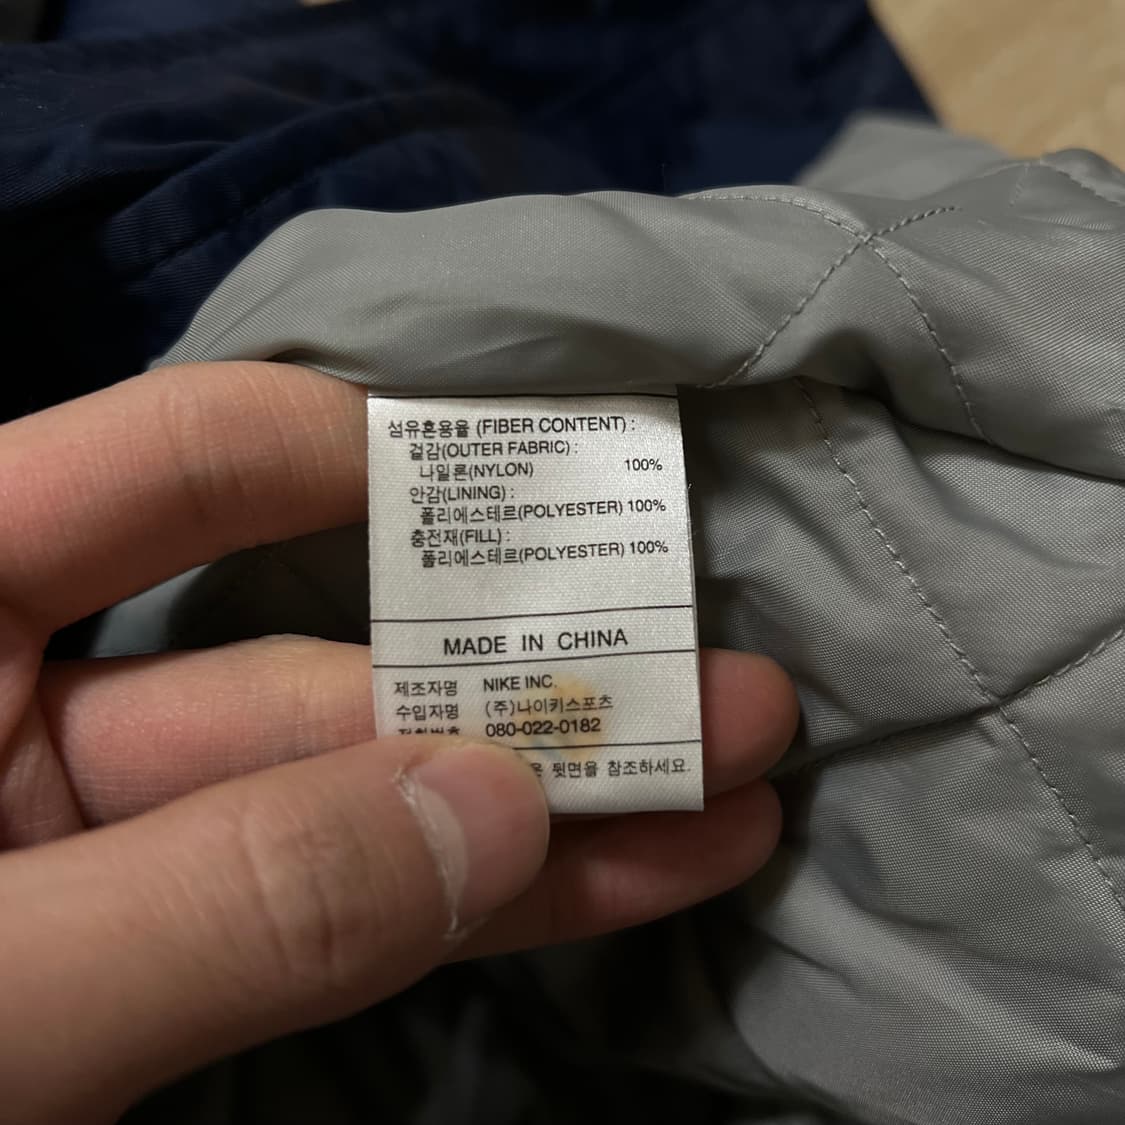 섬유혼용율 (FIBER CONTENT) :
겉감(OUTER FABRIC) :
나일론(NYLON) 100%
안감(LINING) :
폴리에스테르(POLYESTER) 100%
충전재(FILL) :
폴리에스테르(POLYESTER) 100%
MADE IN CHINA
제조자명 NIKE INC.
수입자명 (주)나이키스포츠
080-022-0182
뒷면을 참조하세요.